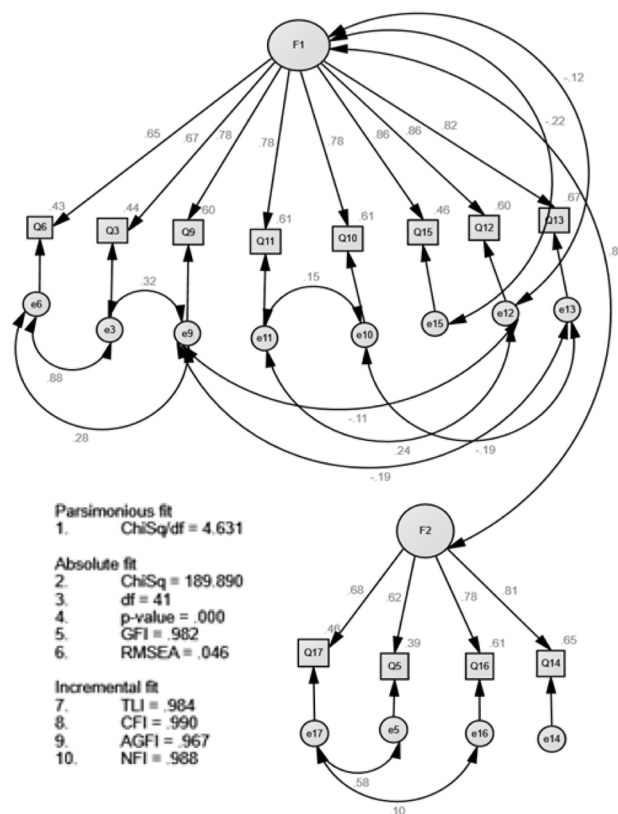 F1
-.12
-.22
.65
.67
.78
.78
.78
.86
.86
.82
.8
.43
.44
.60
.61
.61
.46
.60
.67
Q6
Q3
Q9
Q11
Q10
Q15
Q12
Q13
.32
.15
e6
e3
e9
e11
e10
e15
e12
e13
.88
.28
-.11
.24
-.19
-.19
Parsimonious fit
1. ChiSq/df = 4.631
Absolute fit
2. ChiSq = 189.890
3. df = 41
4. p-value = .000
5. GFI = .982
6. RMSEA = .046
Incremental fit
7. TLI = .984
8. CFI = .990
9. AGFI = .967
10. NFI = .988
F2
.68
.62
.78
.81
.46
.39
.61
.65
Q17
Q5
Q16
Q14
e17
e5
e16
e14
.58
.10